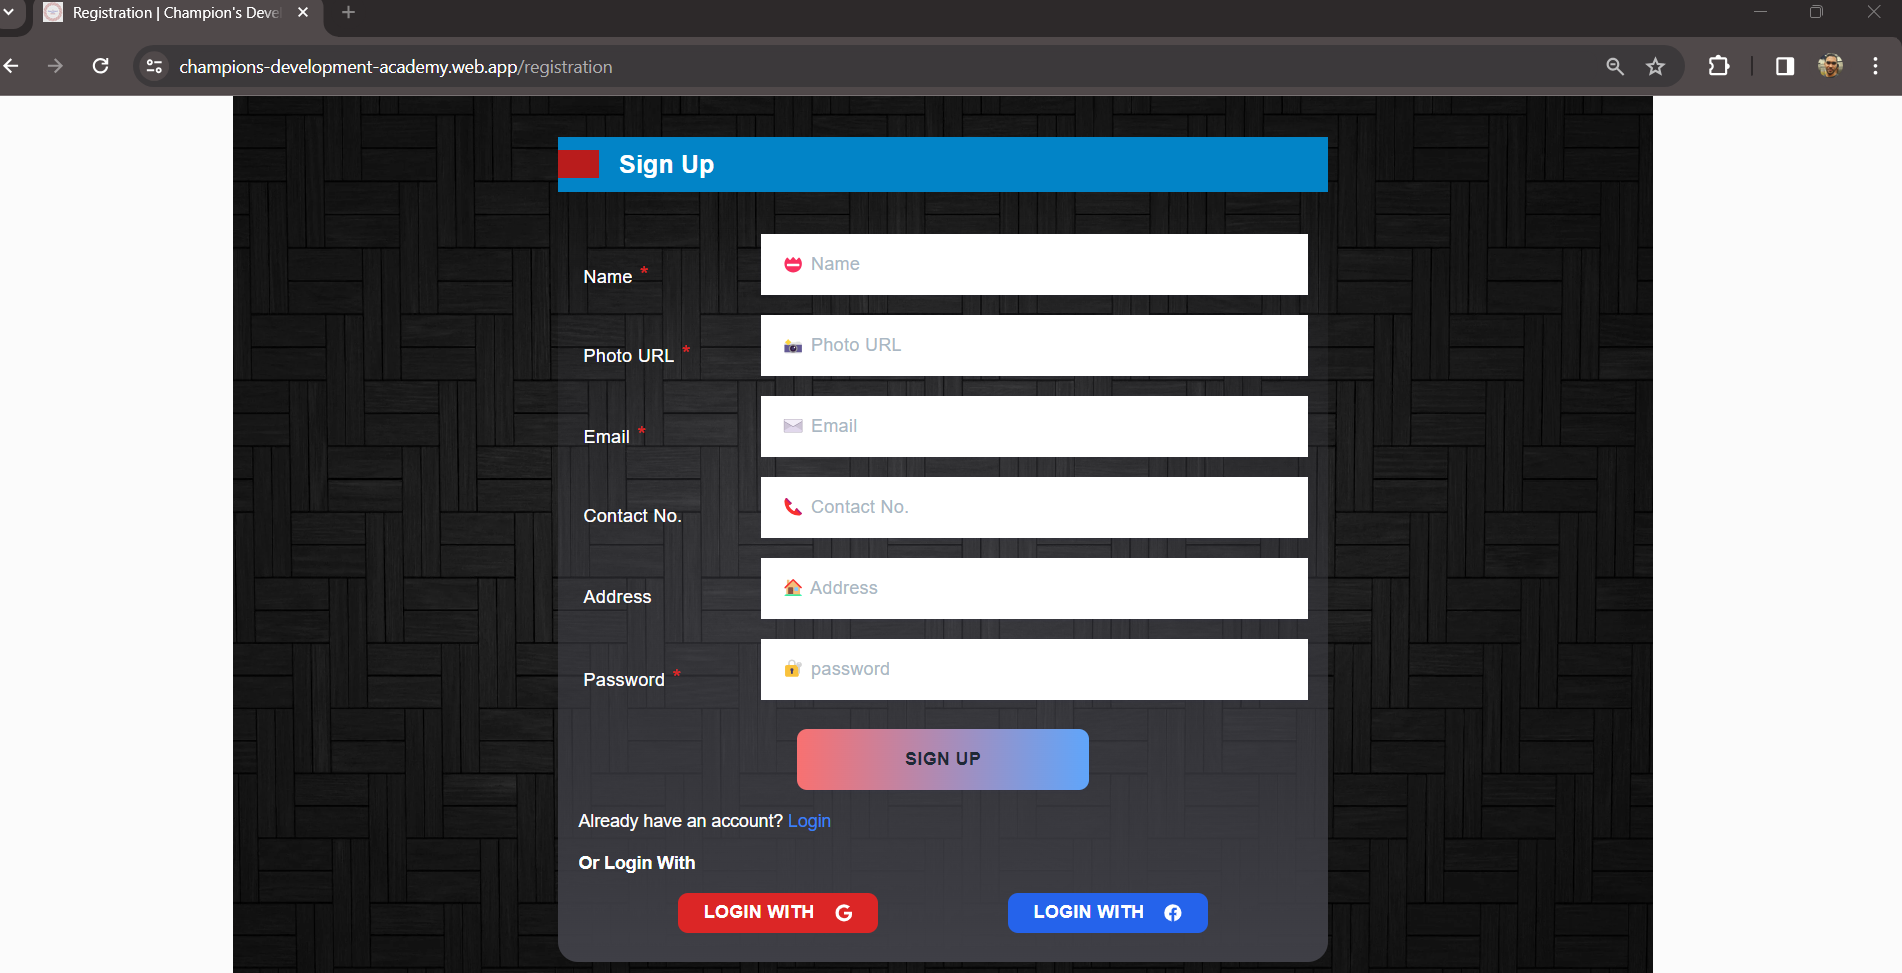 Registration | Champion's Deve
champions-development-academy.web.app/registration
Sign Up
Name *
Name
Photo URL *
Photo URL
Email *
Email
Contact No.
Contact No.
Address
Address
Password *
password
SIGN UP
Already have an account? Login
Or Login With
LOGIN WITH G
LOGIN WITH